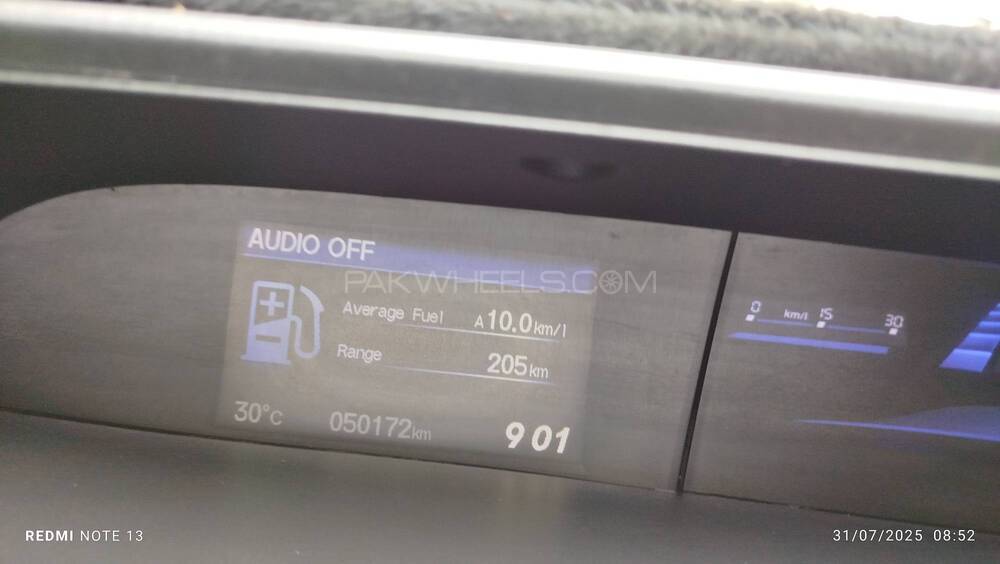 AUDIO OFF
PAKWHEELS.COM
Average Fuel A 10.0 km/l
Range 205 km
30°C 050172 km 9 01
0 km/l 15 30
REDMI NOTE 13
31/07/2025 08:52